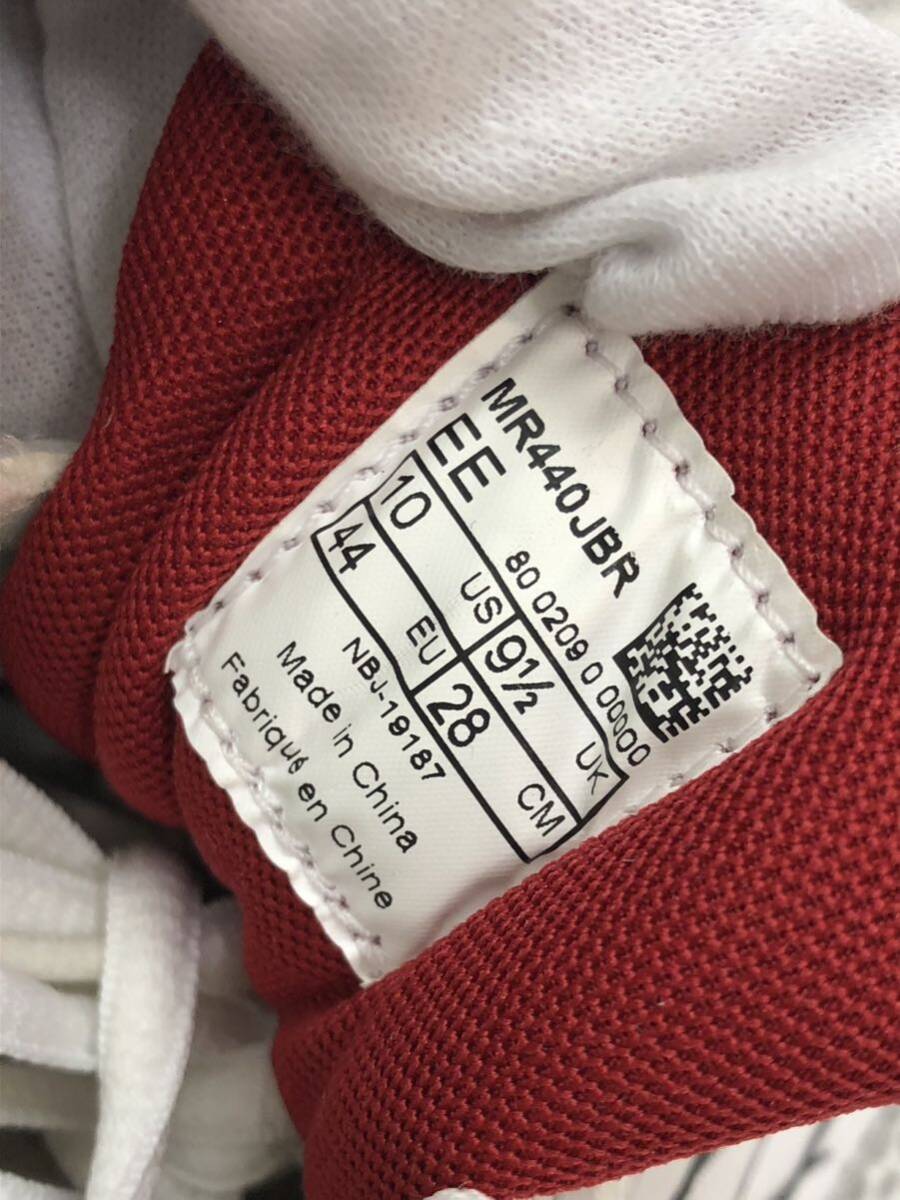 MR440JBR
EE
80 0209 0 00000
10 US 9½ UK
44 EU 28 CM
NBJ-19187
Made in China
Fabriqué en Chine